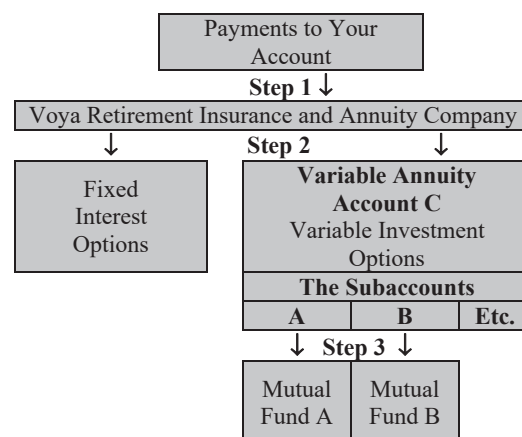 Payments to Your
Account
Step 1
Voya Retirement Insurance and Annuity Company
Step 2
Fixed
Interest
Options
Variable Annuity
Account C
Variable Investment
Options
The Subaccounts
A B Etc.
Step 3
Mutual
Fund A
Mutual
Fund B